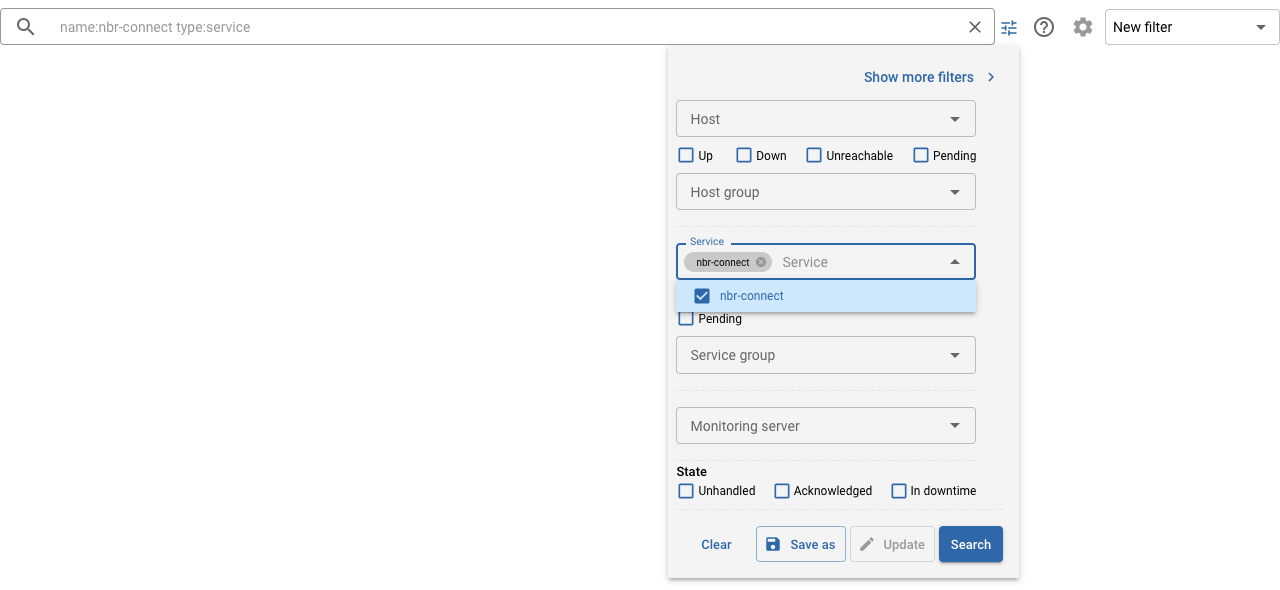 name:nbr-connect type:service
New filter
Show more filters
Host
Up Down Unreachable Pending
Host group
Service
nbr-connect Service
nbr-connect
Pending
Service group
Monitoring server
State
Unhandled Acknowledged In downtime
Clear Save as Update Search